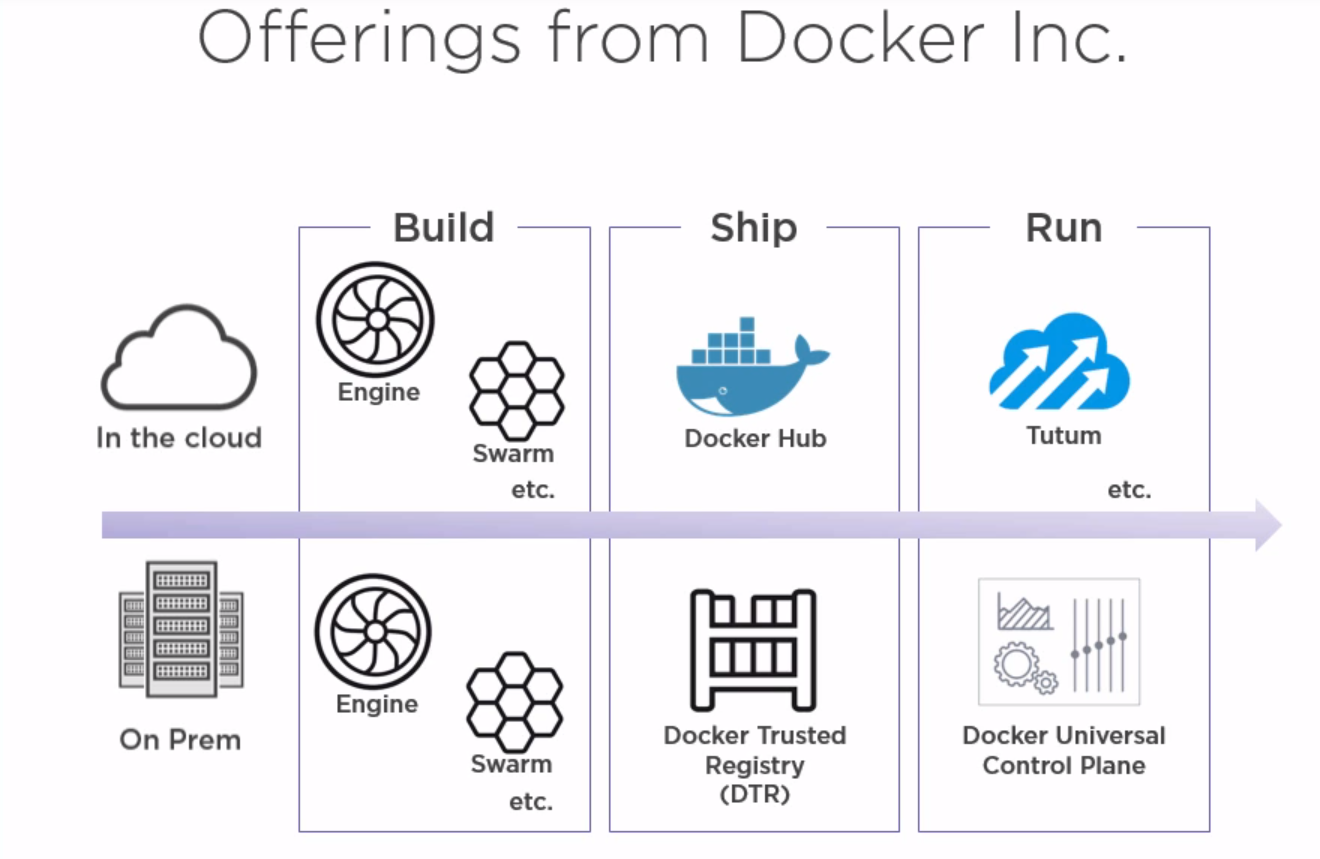 Offerings from Docker Inc.
Build
Ship
Run
In the cloud
Engine
Swarm
etc.
Docker Hub
Tutum
etc.
On Prem
Engine
Swarm
etc.
Docker Trusted
Registry
(DTR)
Docker Universal
Control Plane